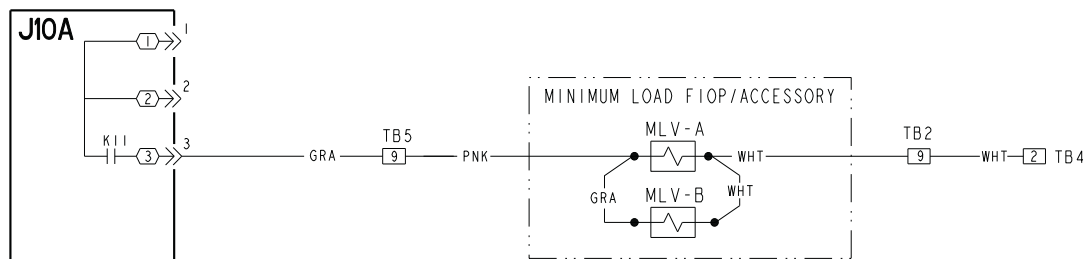 J10A
1 1
2 2
MINIMUM LOAD FIOP/ACCESSORY
K11 3 3
GRA
TB5
9
PNK
MLV-A
WHT
TB2
9
WHT
2 TB4
GRA
MLV-B
WHT